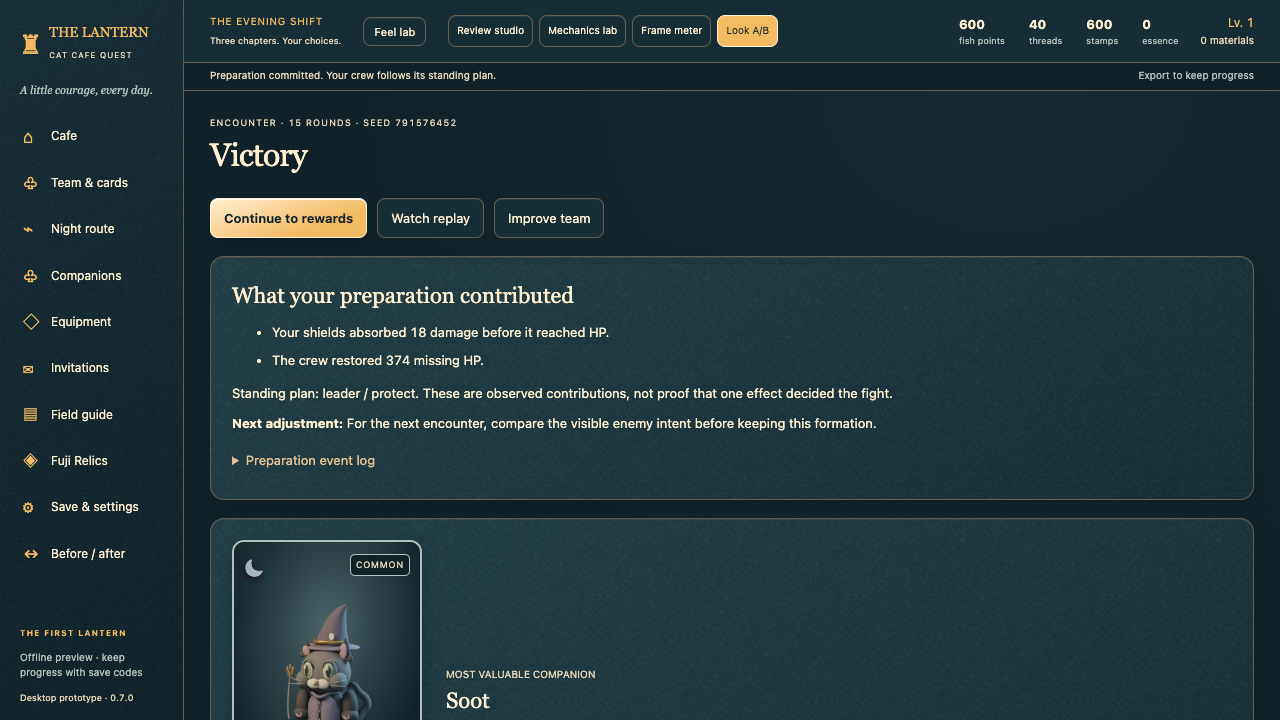 THE LANTERN
CAT CAFE QUEST
A little courage, every day.
Cafe
Team & cards
Night route
Companions
Equipment
Invitations
Field guide
Fuji Relics
Save & settings
Before / after
THE FIRST LANTERN
Offline preview · keep
progress with save codes
Desktop prototype · 0.7.0
THE EVENING SHIFT
Three chapters. Your choices.
Feel lab
Review studio
Mechanics lab
Frame meter
Look A/B
600
fish points
40
threads
600
stamps
0
essence
Lv. 1
0 materials
Preparation committed. Your crew follows its standing plan.
Export to keep progress
ENCOUNTER · 15 ROUNDS · SEED 791576452
Victory
Continue to rewards
Watch replay
Improve team
What your preparation contributed
• Your shields absorbed 18 damage before it reached HP.
• The crew restored 374 missing HP.
Standing plan: leader / protect. These are observed contributions, not proof that one effect decided the fight.
Next adjustment: For the next encounter, compare the visible enemy intent before keeping this formation.
Preparation event log
COMMON
MOST VALUABLE COMPANION
Soot